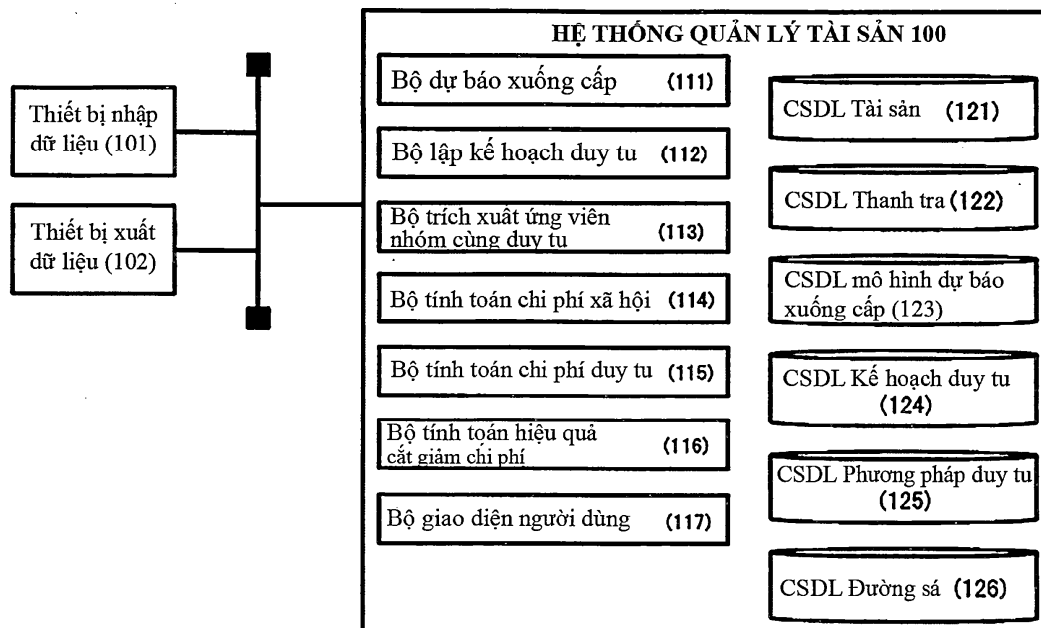 HỆ THỐNG QUẢN LÝ TÀI SẢN 100
Thiết bị nhập
dữ liệu (101)
Thiết bị xuất
dữ liệu (102)
Bộ dự báo xuống cấp (111)
Bộ lập kế hoạch duy tu (112)
Bộ trích xuất ứng viên
nhóm cùng duy tu (113)
Bộ tính toán chi phí xã hội (114)
Bộ tính toán chi phí duy tu (115)
Bộ tính toán hiệu quả
cắt giảm chi phí (116)
Bộ giao diện người dùng (117)
CSDL Tài sản (121)
CSDL Thanh tra (122)
CSDL mô hình dự báo
xuống cấp (123)
CSDL Kế hoạch duy tu
(124)
CSDL Phương pháp duy tu
(125)
CSDL Đường sá (126)